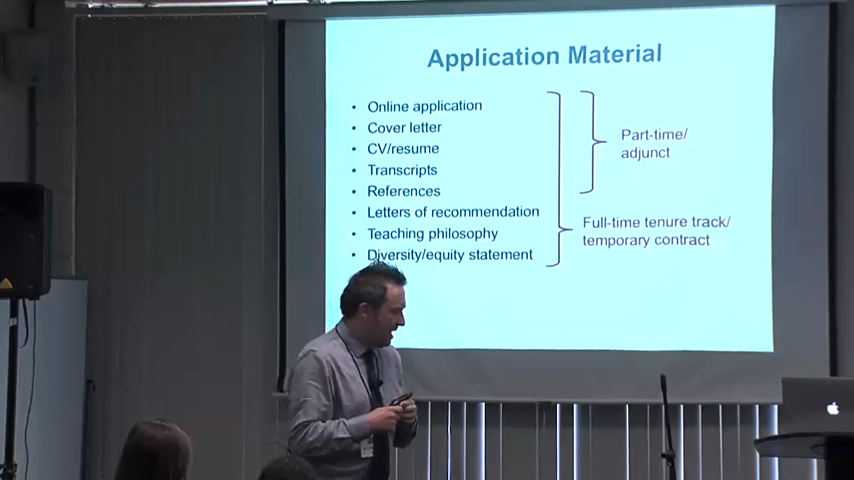 Application Material
• Online application
• Cover letter
• CV/resume
• Transcripts
• References
• Letters of recommendation
• Teaching philosophy
• Diversity/equity statement
Part-time/
adjunct
Full-time tenure track/
temporary contract